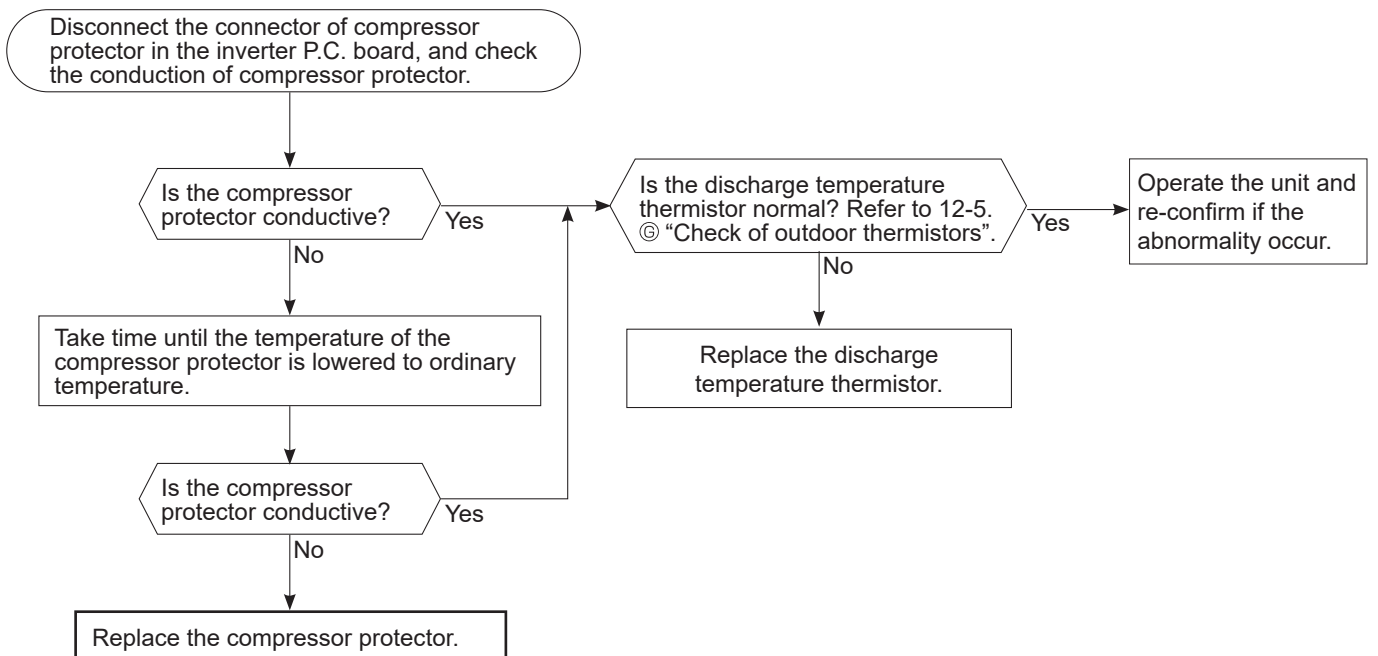 Disconnect the connector of compressor
protector in the inverter P.C. board, and check
the conduction of compressor protector.
Is the compressor
protector conductive?
Yes
No
Take time until the temperature of the
compressor protector is lowered to ordinary
temperature.
Is the compressor
protector conductive?
Yes
No
Replace the compressor protector.
Is the discharge temperature
thermistor normal? Refer to 12-5.
Ⓖ “Check of outdoor thermistors”.
Yes
No
Replace the discharge
temperature thermistor.
Operate the unit and
re-confirm if the
abnormality occur.